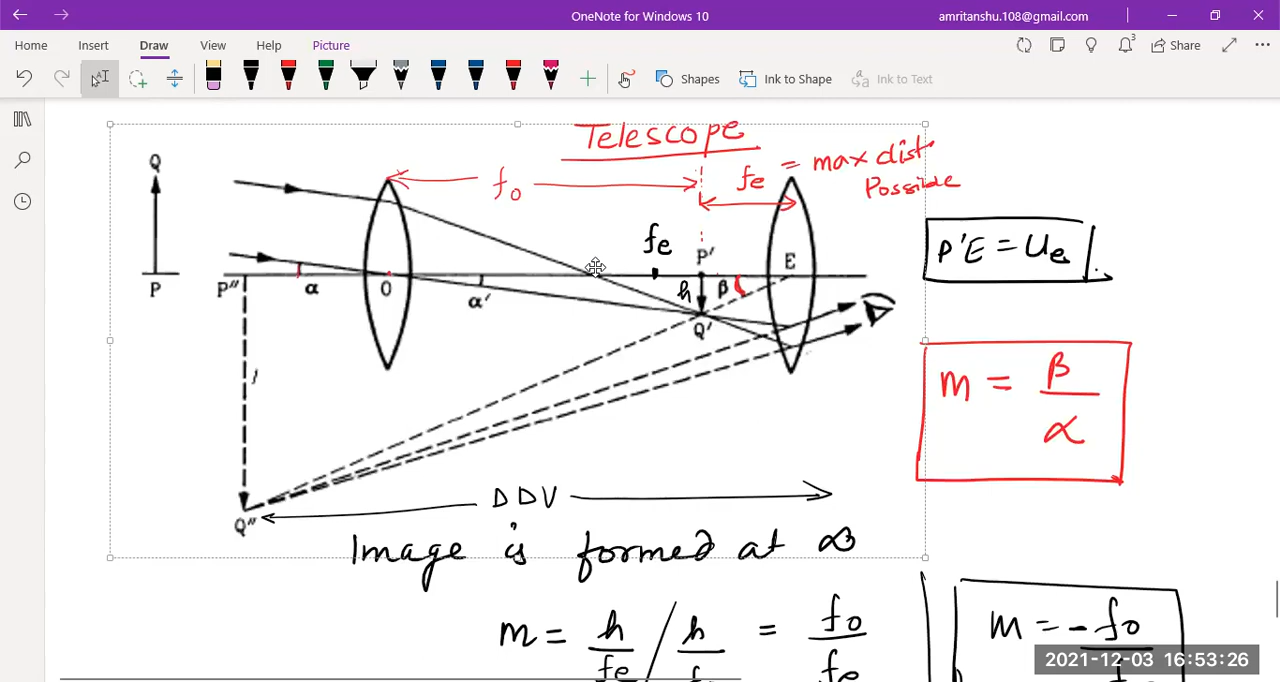 OneNote for Windows 10
amritanshu.108@gmail.com
Home Insert Draw View Help Picture
Share
Shapes
Ink to Shape
Ink to Text
Telescope
Q
fo
fe = max dist
Possible
fe
P'
E
P'E = ue
P
P"
α
O
α'
h
β
Q'
m = β/α
DDV
Q"
Image is formed at ∞
m = h/fe / h = fo/fe
m = - fo
2021-12-03 16:53:26